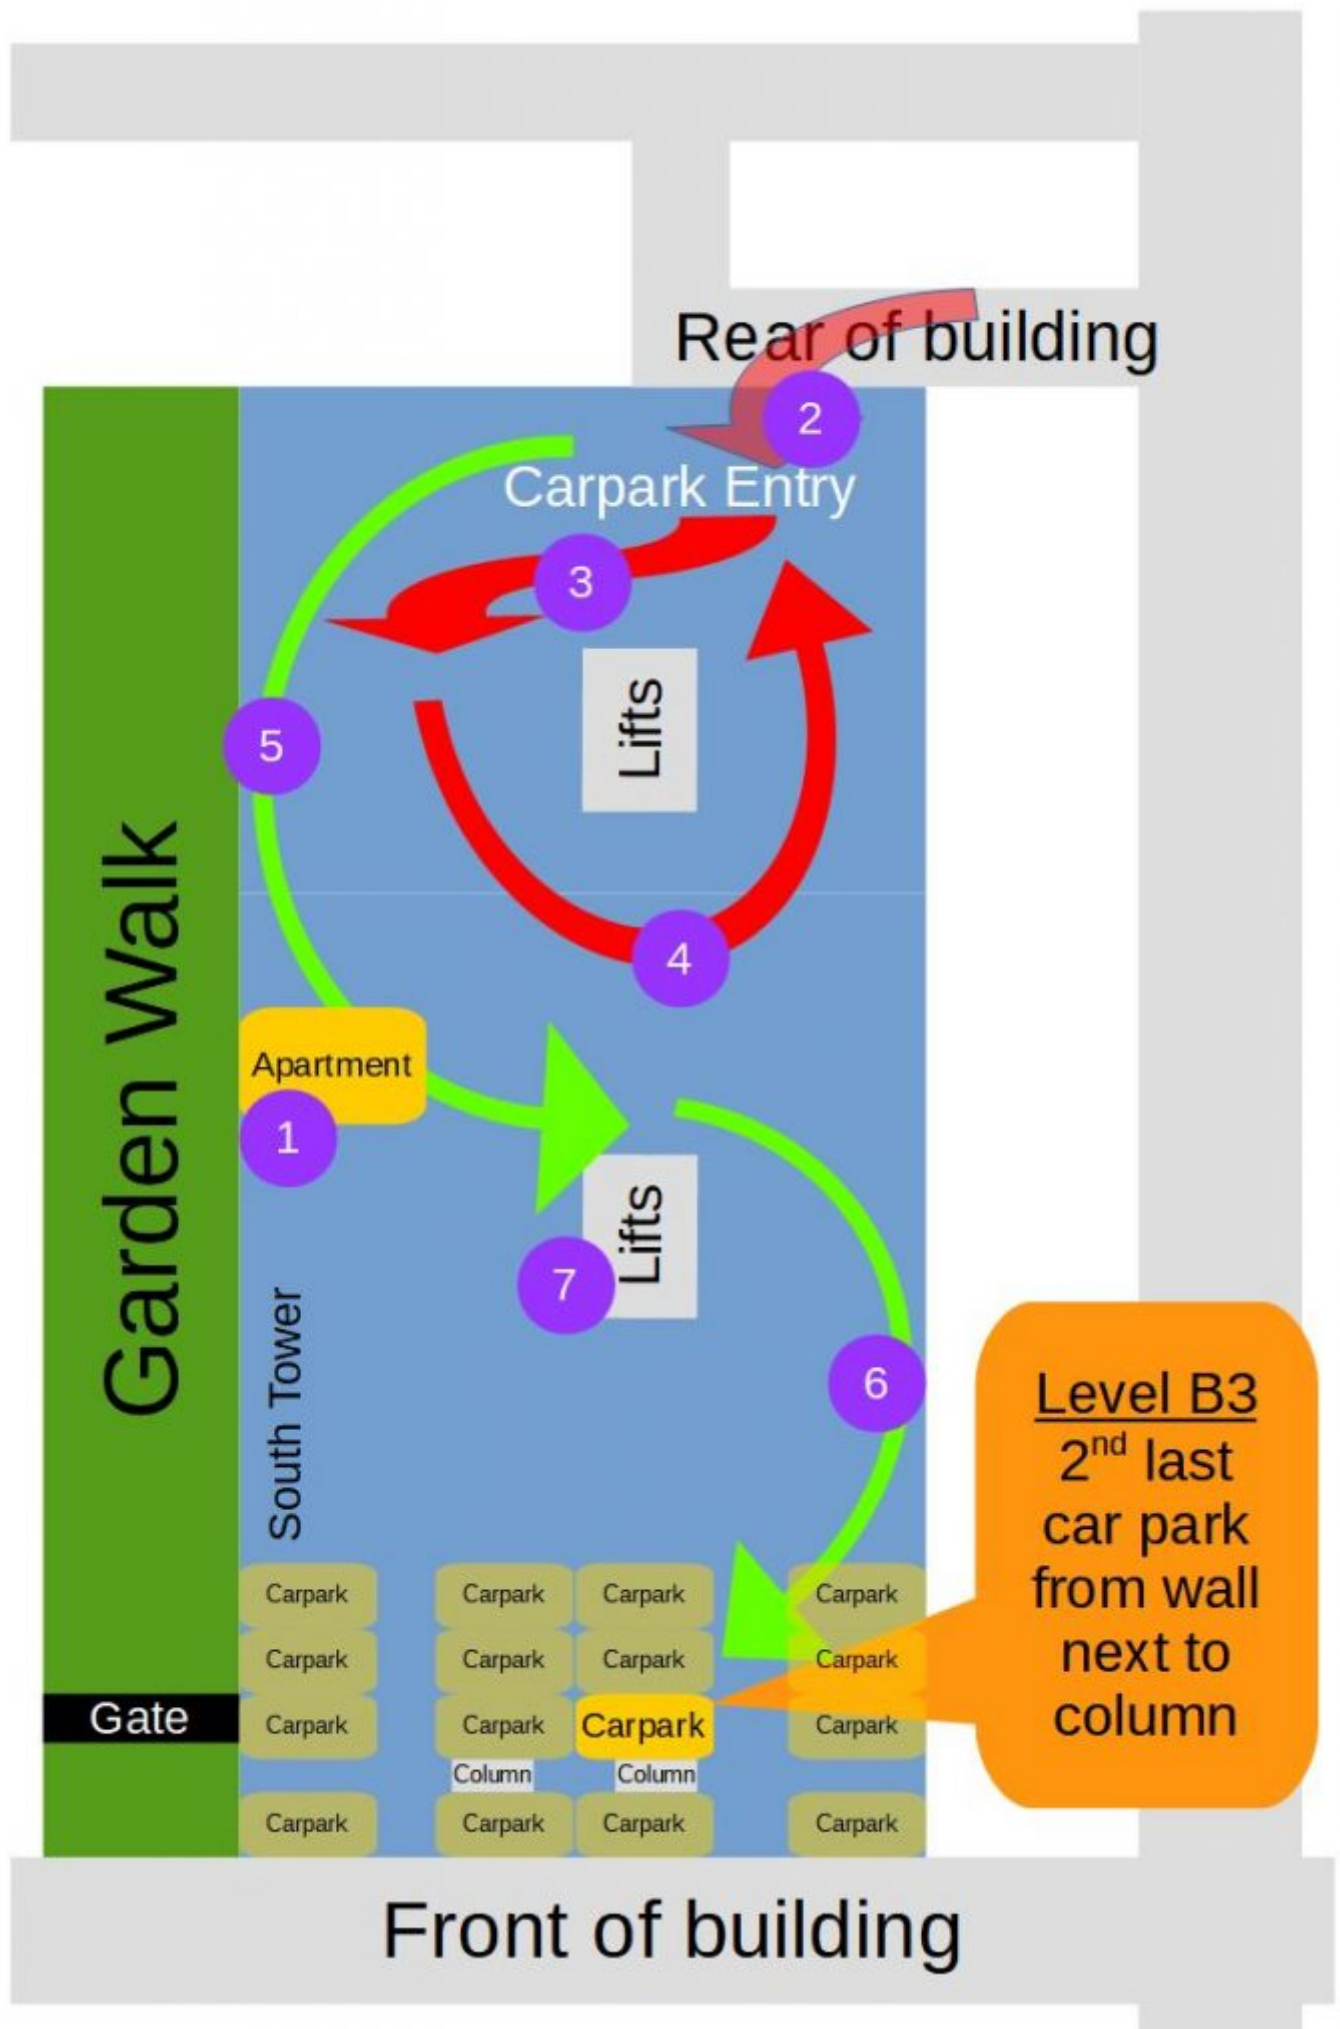 Rear of building
2
Carpark Entry
3
Lifts
5
Garden Walk
4
Apartment
1
Lifts
7
South Tower
6
Level B3
2nd last
car park
from wall
next to
column
Carpark Carpark Carpark Carpark
Carpark Carpark Carpark Carpark
Gate Carpark Carpark Carpark Carpark
Column Column
Carpark Carpark Carpark Carpark
Front of building